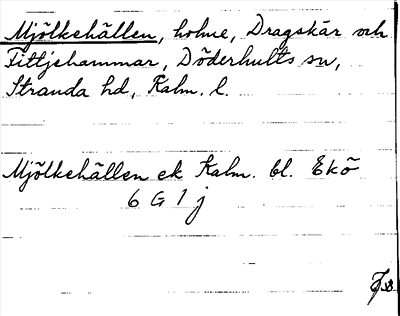 Mjölkehällen, holme, Dragskär och
Tittjehammar, Döderhults sn,
Stranda hd, Kalm. l.
Mjölkehällen ek Kalm. bl. Ekö
6 G 1 j